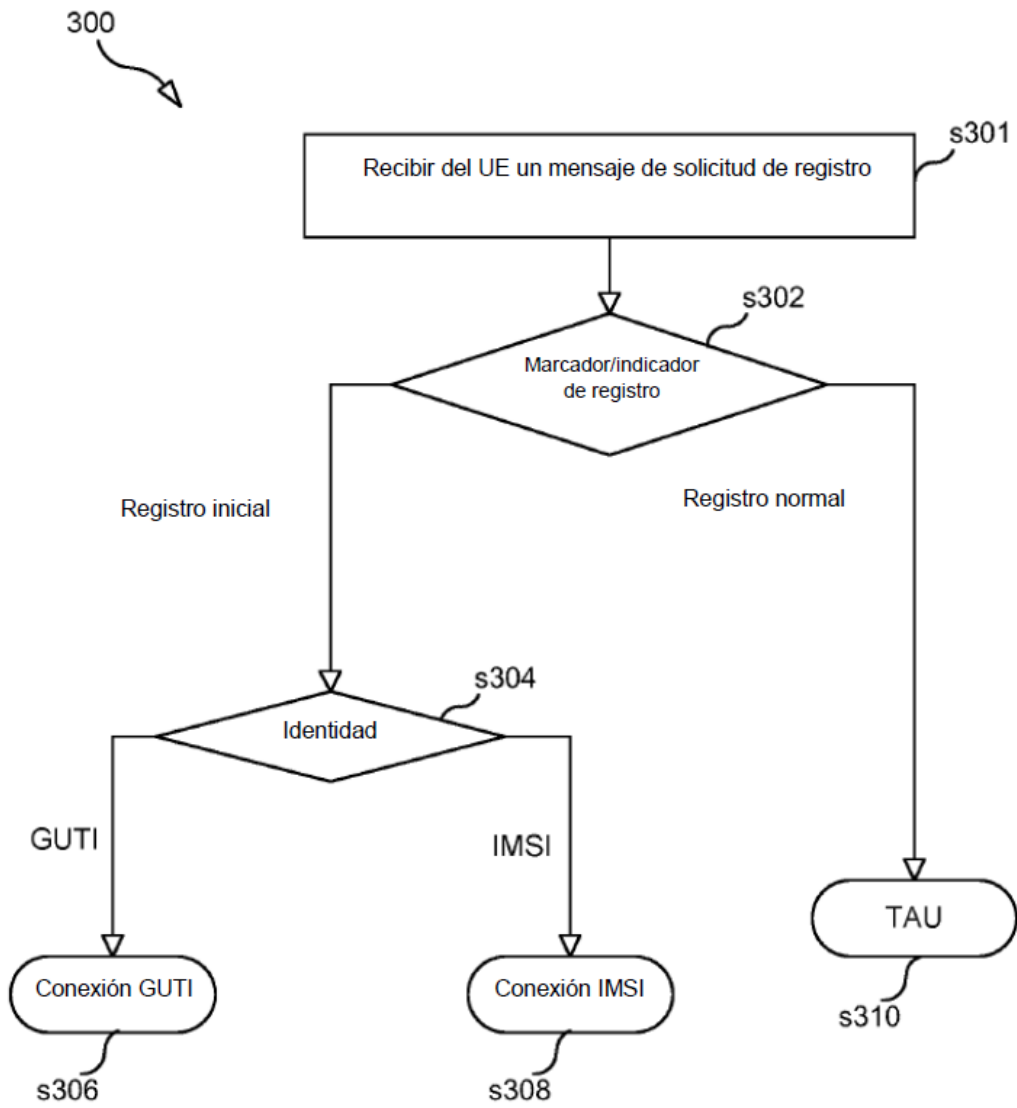 300
s301
Recibir del UE un mensaje de solicitud de registro
s302
Marcador/indicador
de registro
Registro inicial
Registro normal
s304
Identidad
GUTI
IMSI
TAU
Conexión GUTI
Conexión IMSI
s310
s306
s308